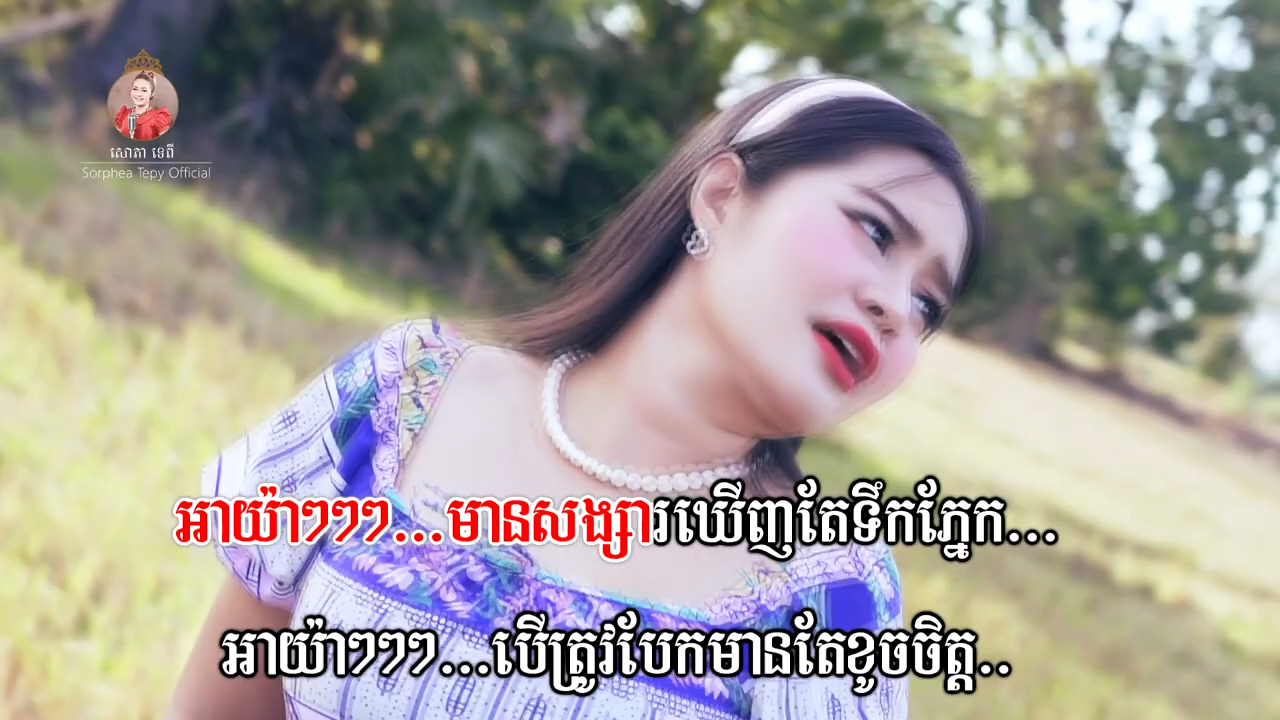 សោភា ទេពី
Sorphea Tepy Official
អាយ៉ាៗៗៗ...មានសង្សារឃើញតែទឹកភ្នែក...
អាយ៉ាៗៗៗ...បើត្រូវបែកមានតែខូចចិត្ត..